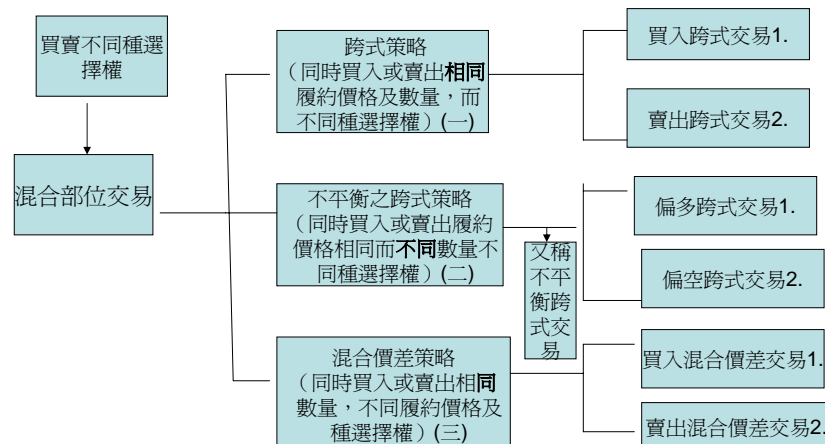 買賣不同種選
擇權
混合部位交易
跨式策略
（同時買入或賣出相同
履約價格及數量，而
不同種選擇權）(一)
買入跨式交易1.
賣出跨式交易2.
不平衡之跨式策略
（同時買入或賣出履約
價格相同而不同數量不
同種選擇權）(二)
又稱
不平
衡跨
式交
易
偏多跨式交易1.
偏空跨式交易2.
混合價差策略
（同時買入或賣出相同
數量，不同履約價格及
種選擇權）(三)
買入混合價差交易1.
賣出混合價差交易2.